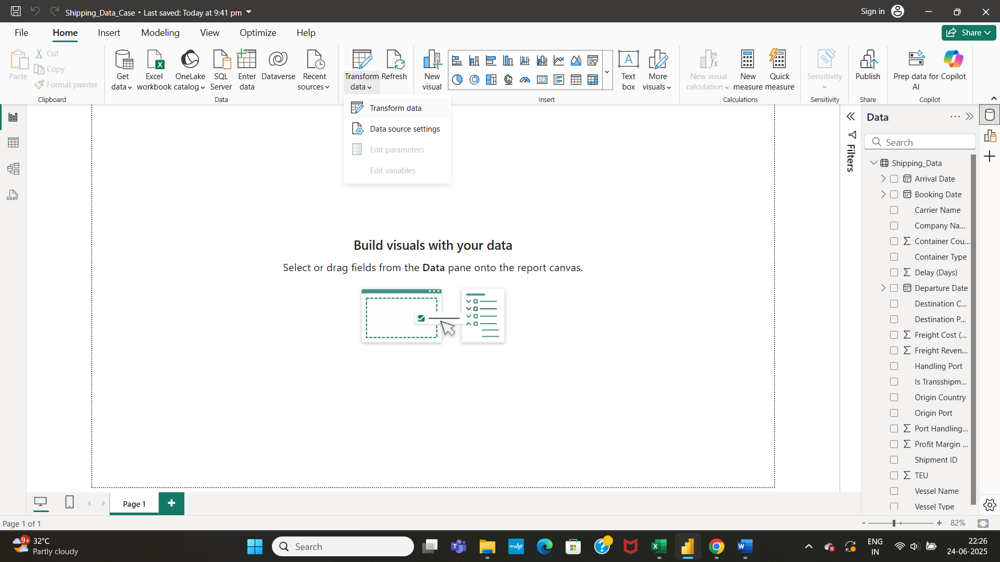 Shipping_Data_Case • Last saved: Today at 9:41 pm
Sign in
File
Home
Insert
Modeling
View
Optimize
Help
Share
Paste
Cut
Copy
Format painter
Clipboard
Get data
Excel workbook
OneLake catalog
SQL Server
Enter data
Dataverse
Recent sources
Data
Transform data
Refresh
New visual
123
A
Text box
More visuals
Insert
New visual calculation
New measure
Quick measure
Calculations
Sensitivity
Sensitivity
Publish
Share
Prep data for AI
Copilot
Copilot
Transform data
Data source settings
Edit parameters
Edit variables
DAX
Build visuals with your data
Select or drag fields from the Data pane onto the report canvas.
Filters
Data
Search
Shipping_Data
Arrival Date
Booking Date
Carrier Name
Company Na...
Container Cou...
Container Type
Delay (Days)
Departure Date
Destination C...
Destination P...
Freight Cost (...
Freight Reven...
Handling Port
Is Transshipm...
Origin Country
Origin Port
Port Handling...
Profit Margin ...
Shipment ID
TEU
Vessel Name
Vessel Type
Page 1
Page 1 of 1
82%
9+
32°C
Partly cloudy
Search
myhp
ENG
IN
22:26
24-06-2025